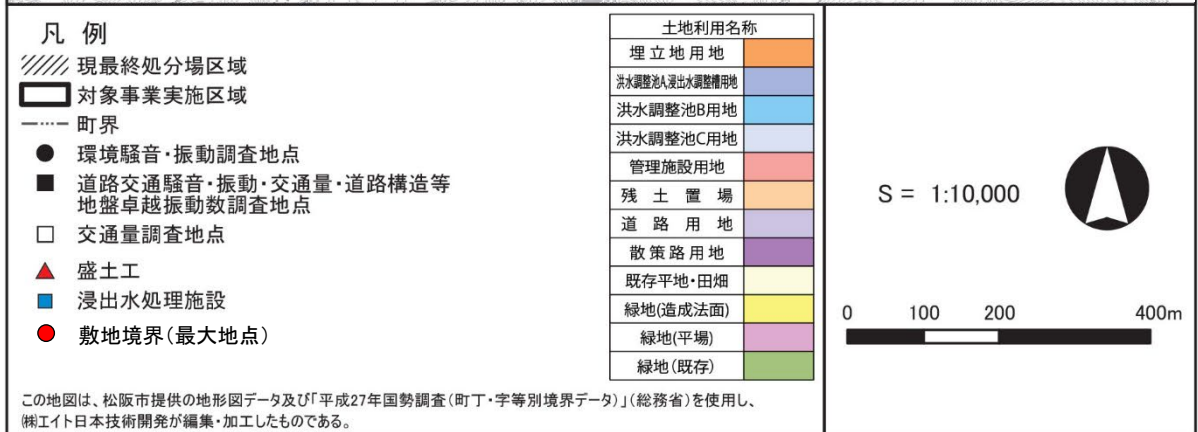 凡 例
現最終処分場区域
対象事業実施区域
町界
環境騒音・振動調査地点
道路交通騒音・振動・交通量・道路構造等
地盤卓越振動数調査地点
交通量調査地点
盛土工
浸出水処理施設
敷地境界(最大地点)
土地利用名称
埋立地用地
洪水調整池A,浸出水調整槽用地
洪水調整池B用地
洪水調整池C用地
管理施設用地
残土置場
道路用地
散策路用地
既存平地・田畑
緑地(造成法面)
緑地(平場)
緑地(既存)
S = 1:10,000
0 100 200 400m
この地図は、松阪市提供の地形図データ及び「平成27年国勢調査(町丁・字等別境界データ)」(総務省)を使用し、
㈱エイト日本技術開発が編集・加工したものである。